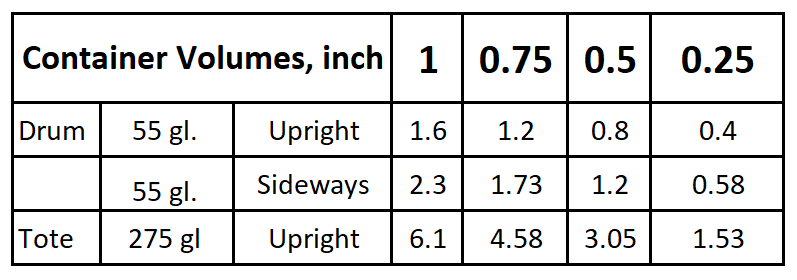 Container Volumes, inch 1 0.75 0.5 0.25
Drum 55 gl. Upright 1.6 1.2 0.8 0.4
55 gl. Sideways 2.3 1.73 1.2 0.58
Tote 275 gl Upright 6.1 4.58 3.05 1.53